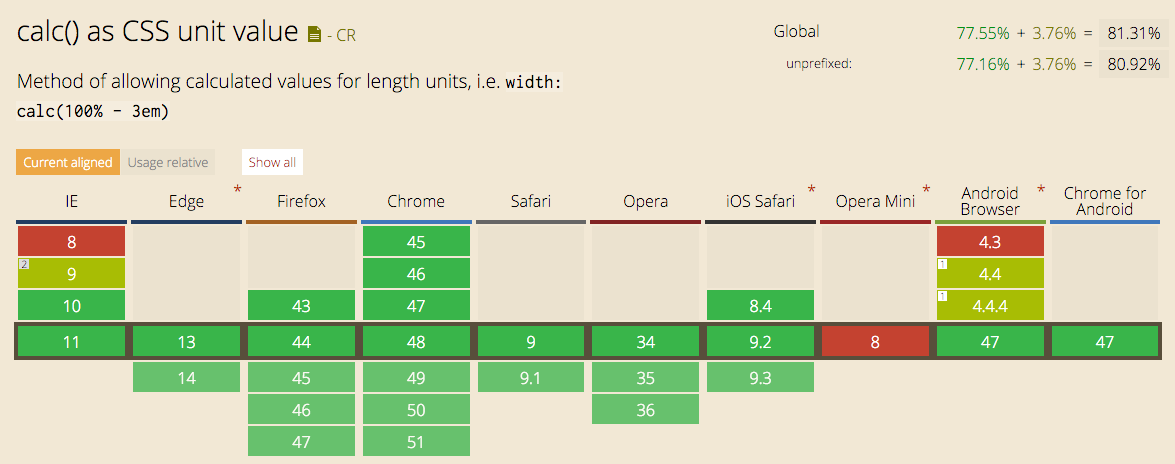 calc() as CSS unit value - CR
Global 77.55% + 3.76% = 81.31%
unprefixed: 77.16% + 3.76% = 80.92%
Method of allowing calculated values for length units, i.e. width:
calc(100% - 3em)
Current aligned Usage relative Show all
IE Edge * Firefox Chrome Safari Opera iOS Safari * Opera Mini * Android Browser * Chrome for Android
8 45 4.3
2 9 46 1 4.4
10 43 47 8.4 1 4.4.4
11 13 44 48 9 34 9.2 8 47 47
14 45 49 9.1 35 9.3
46 50 36
47 51